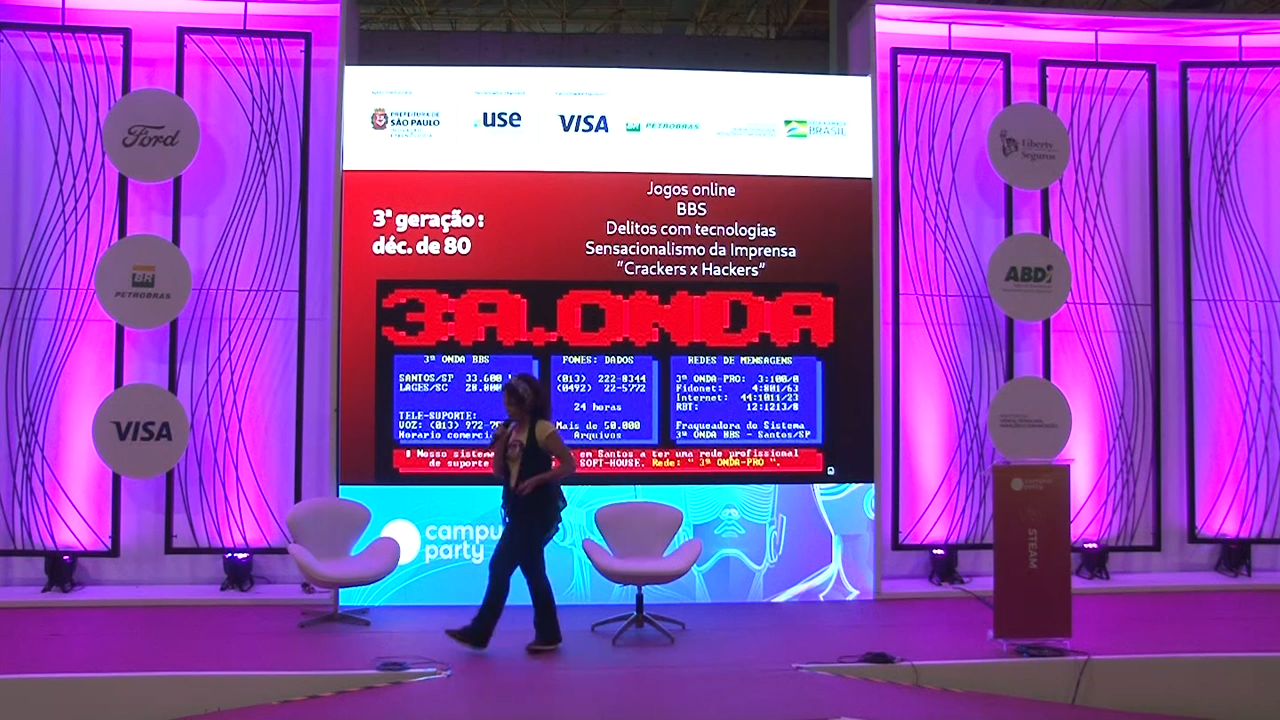 PREFEITURA DE
SÃO PAULO
use
VISA
BR PETROBRAS
BRASIL
Ford
BR
PETROBRAS
VISA
Liberty
Seguros
ABDi
3ª geração :
déc. de 80
Jogos online
BBS
Delitos com tecnologias
Sensacionalismo da Imprensa
"Crackers x Hackers"
3A.ONDA
3ª ONDA BBS
SANTOS/SP 33.600
LAGES/SC 28.800
TELE-SUPORTE:
VOZ: (013) 972-
Horario comerci
FONES: DADOS
(013) 222-8344
(0492) 22-5772
24 horas
Mais de 50.000
Arquivos
REDES DE MENSAGENS
3ª ONDA-PRO: 3:100/0
Fidonet: 4:801/63
Internet: 44:1011/23
RBT: 12:1213/0
Fraqueadora do Sistema
3ª ONDA BBS - Santos/SP
Nosso sistem em Santos a ter uma rede profissional
de suporte SOFT-HOUSE. Rede: " 3ª ONDA-PRO ".
campu
party
campus
party
STEAM